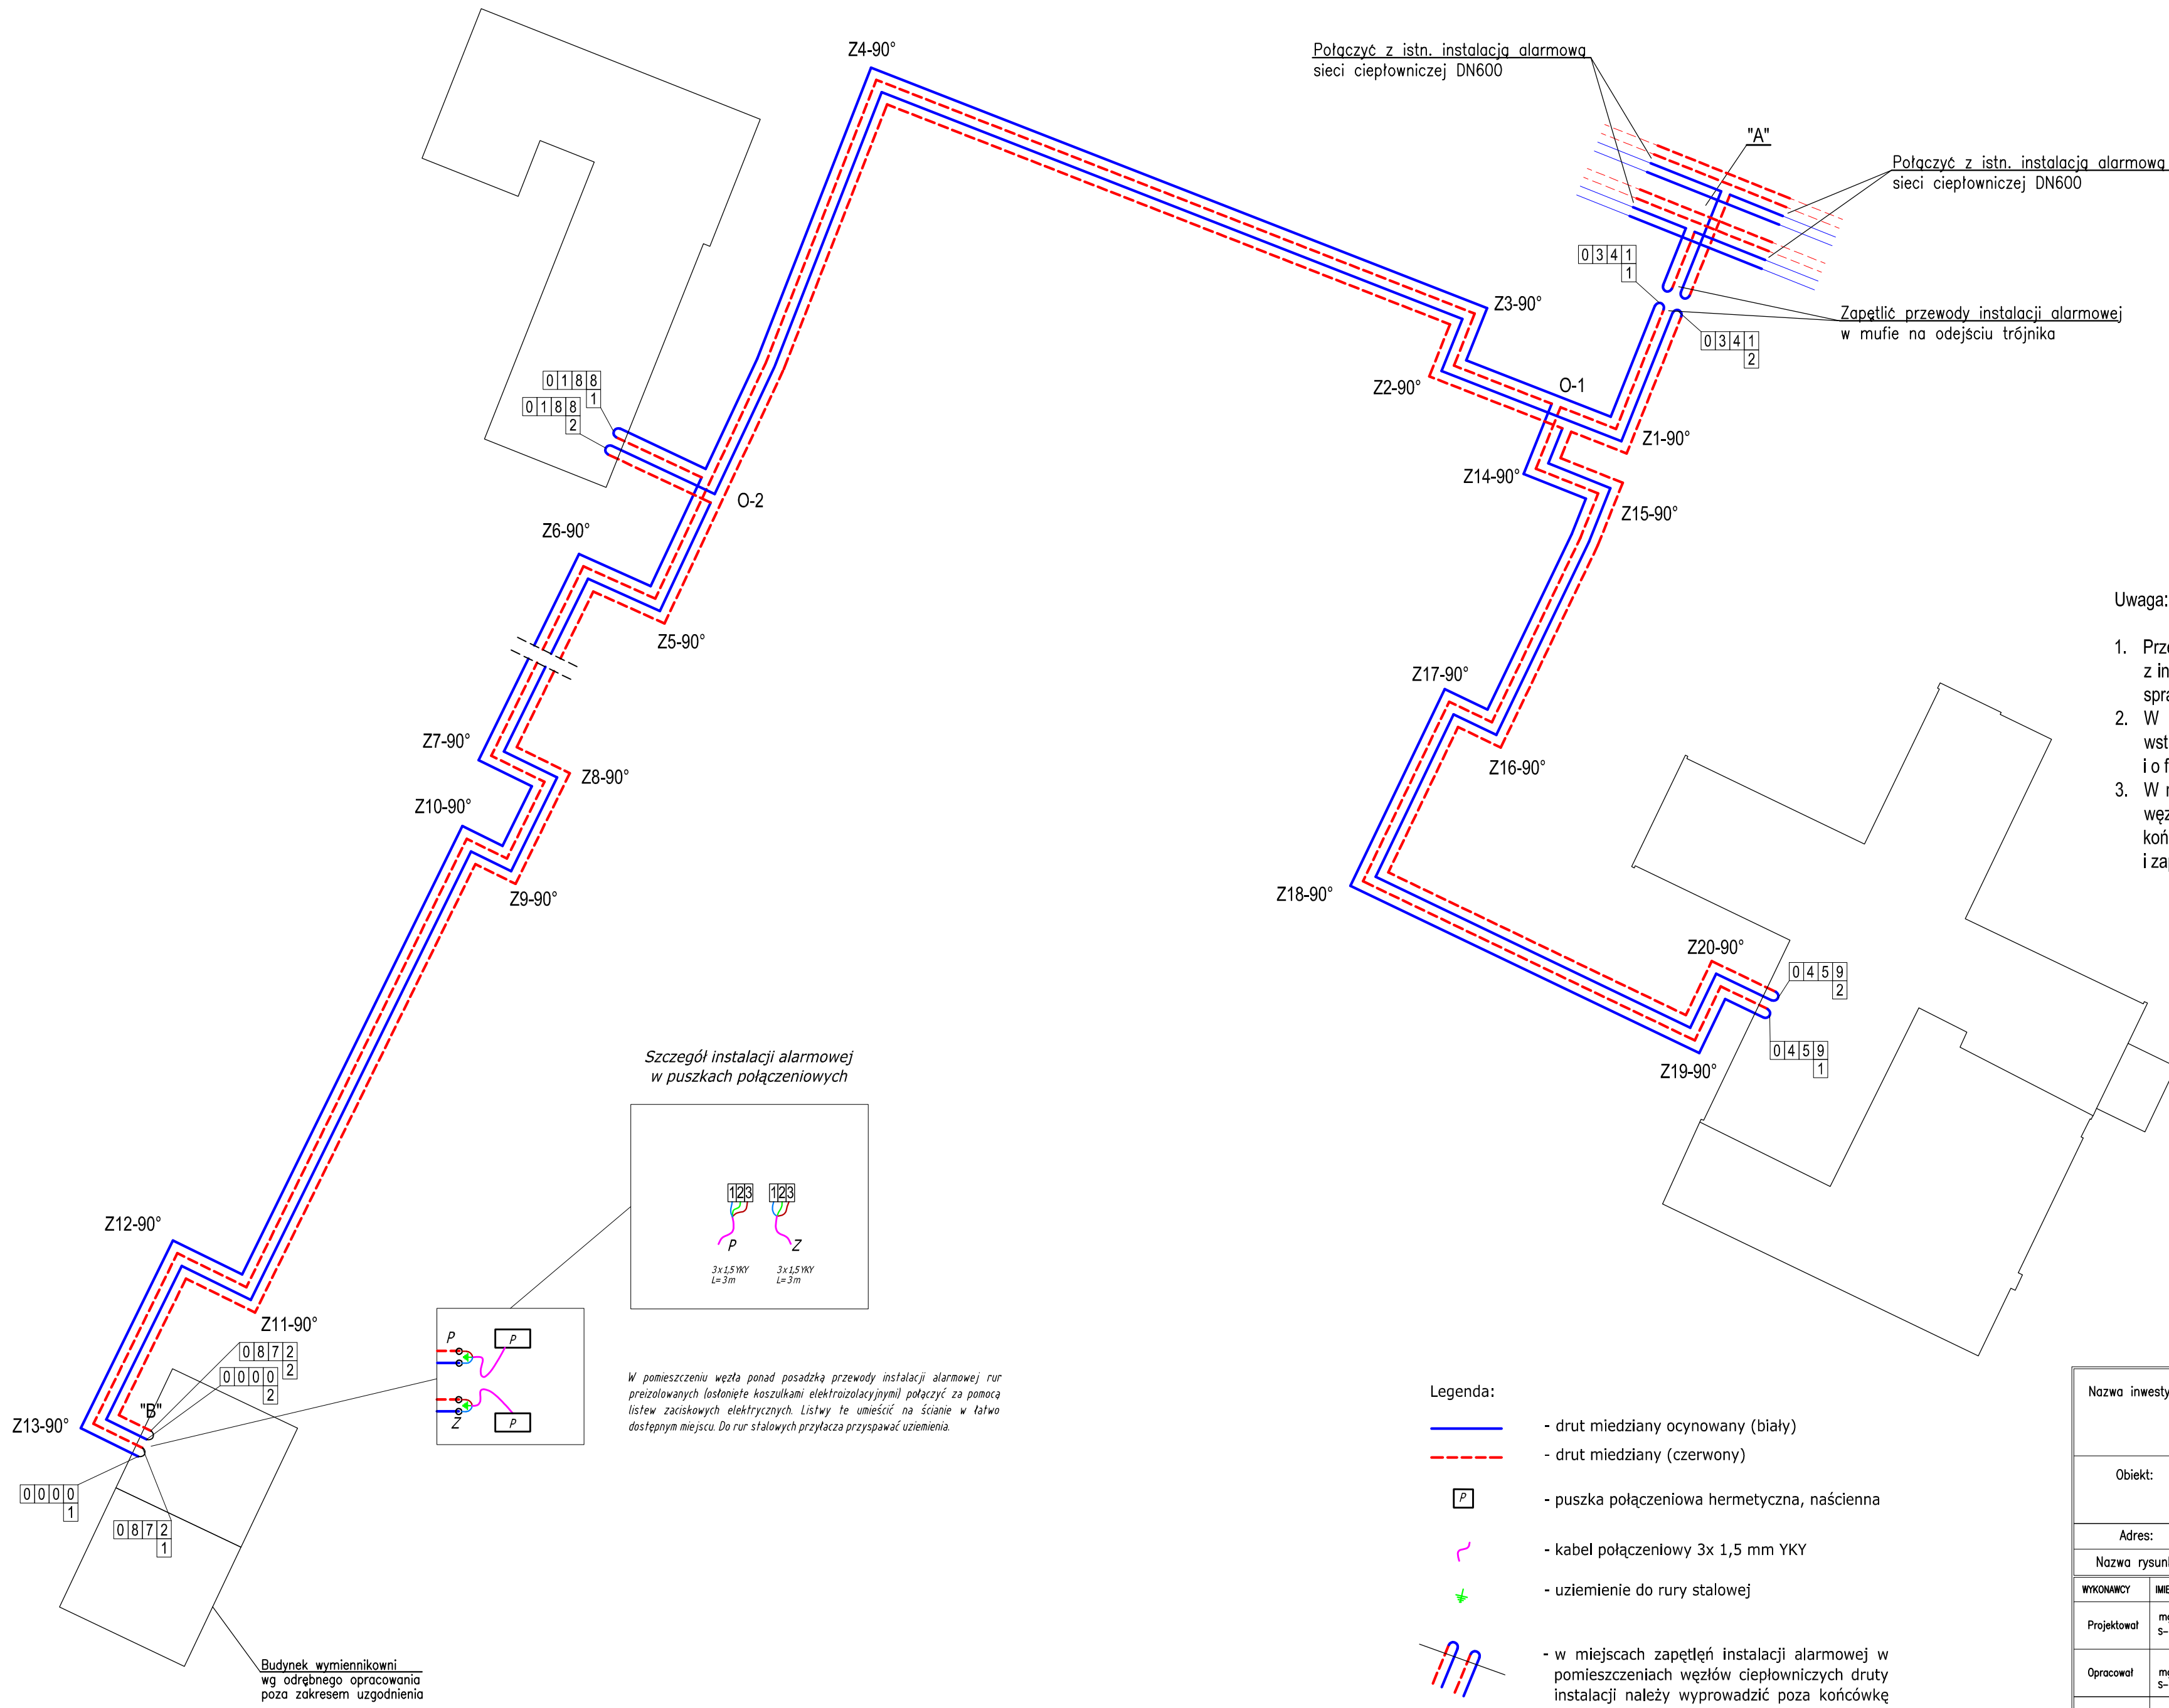 Z4-90°
Połączyć z istn. instalacją alarmową
sieci ciepłowniczej DN600
"A"
Połączyć z istn. instalacją alarmową
sieci ciepłowniczej DN600
0341
1
Z3-90°
Zapętlić przewody instalacji alarmowej
w mufie na odejściu trójnika
0341
2
Z2-90°
O-1
0188
1
0188
2
Z1-90°
Z14-90°
O-2
Z15-90°
Z6-90°
Z5-90°
Uwaga:
1.
z in
2. W
3. W
Z17-90°
Z7-90°
Z8-90°
Z16-90°
Z10-90°
Z9-90°
Z18-90°
Z20-90°
0459
2
0459
1
Z19-90°
Szczegół instalacji alarmowej
w puszkach połączeniowych
123 123
P Z
3x1,5YKY 3x1,5YKY
L=3m L=3m
Z12-90°
Z11-90°
0872
2
0000
2
"B"
Z13-90°
0000
1
0872
1
P P
Z P
W pomieszczeniu węzła ponad posadzką przewody instalacji alarmowej rur
preizolowanych (osłonięte koszulkami elektroizolacyjnymi) połączyć za pomocą
listew zaciskowych elektrycznych. Listwy te umieścić na ścianie w łatwo
dostępnym miejscu. Do rur stalowych przyłącza przyspawać uziemienia.
Budynek wymiennikowni
wg odrębnego opracowania
poza zakresem uzgodnienia
Legenda:
- drut miedziany ocynowany (biały)
- drut miedziany (czerwony)
P - puszka połączeniowa hermetyczna, naścienna
- kabel połączeniowy 3x 1,5 mm YKY
- uziemienie do rury stalowej
- w miejscach zapętleń instalacji alarmowej w
pomieszczeniach węzłów ciepłowniczych druty
instalacji należy wyprowadzić poza końcówkę
Nazwa
Obiekt:
Adres:
Nazwa
WYKONAWCY
Projektował
Opracował